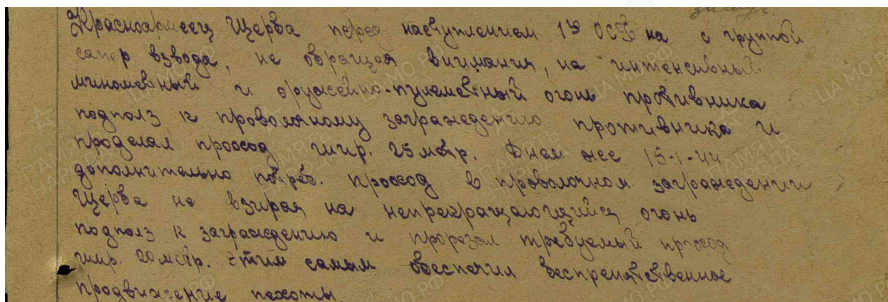 Красноармеец Щерба перед наступлением 1го ОСБ на с группой
сапер взвода, не обращая внимания, на интенсивный
минометный и оружейно-пулеметный огонь противника
подполз к проволочному заграждению противника и
проделал проход шир. 25 метр. Днем же 15-1-44
дополнительно потреб. проход в проволочном заграждении
Щерба не взирая на непрекращающийся огонь
подполз к заграждению и прорезал требуемый проход
шир. 20 метр. Этим самым обеспечил беспрепятственное
продвижение пехоты.